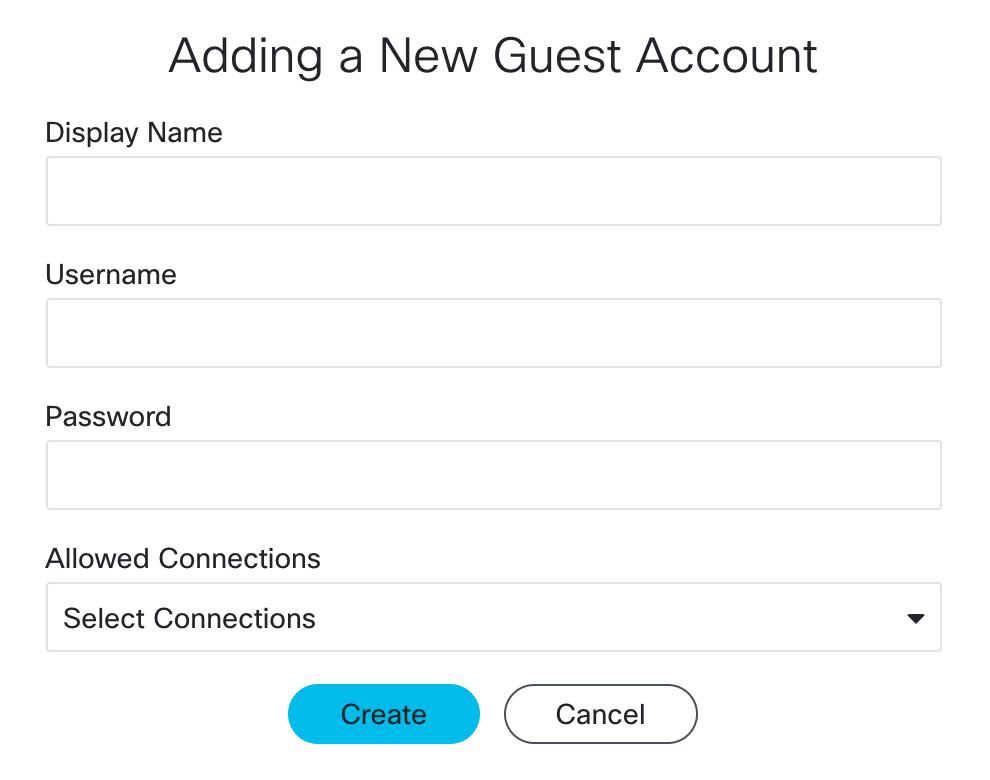 Adding a New Guest Account
Display Name
Username
Password
Allowed Connections
Select Connections
Create Cancel